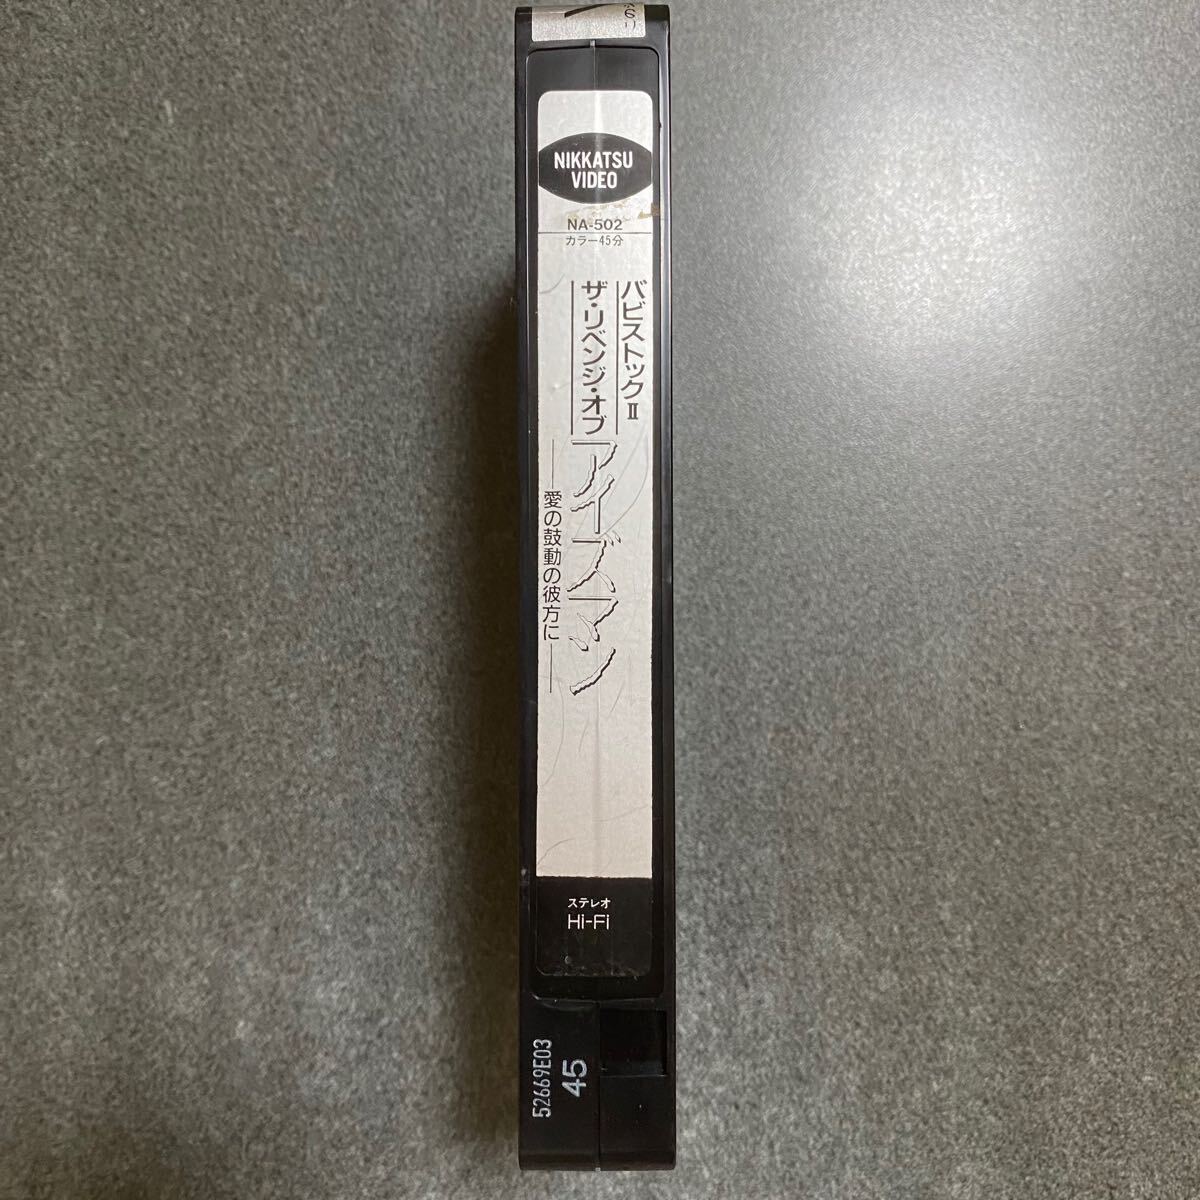 NIKKATSU
VIDEO
NA-502
カラー45分
バビストックⅡ
ザ・リベンジ・オブ
アイズマン
―愛の鼓動の彼方に―
ステレオ
Hi-Fi
52669E03
45